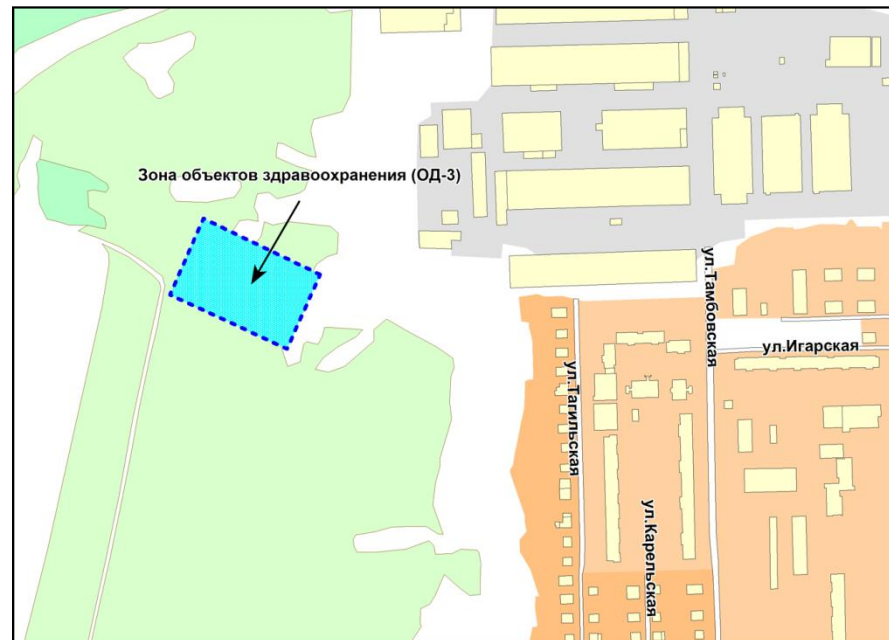 Зона объектов здравоохранения (ОД-3)
ул.Тамбовская
ул.Игарская
ул.Тагильская
ул.Карельская